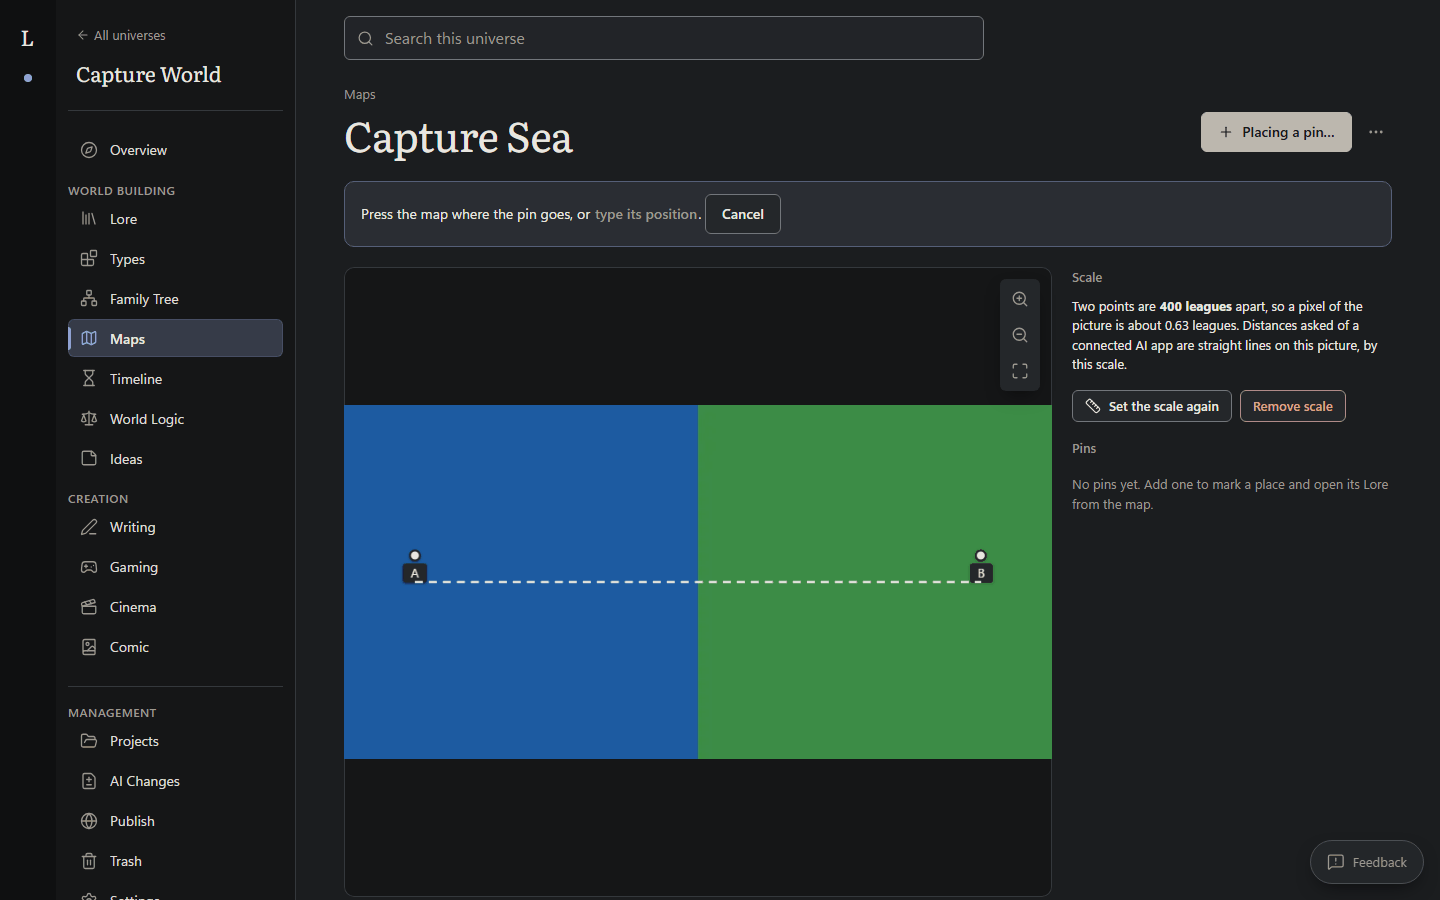 L
All universes
Capture World
Overview
WORLD BUILDING
Lore
Types
Family Tree
Maps
Timeline
World Logic
Ideas
CREATION
Writing
Gaming
Cinema
Comic
MANAGEMENT
Projects
AI Changes
Publish
Trash
Settings
Search this universe
Maps
Capture Sea
Placing a pin...
Press the map where the pin goes, or type its position. Cancel
A
B
Scale
Two points are 400 leagues apart, so a pixel of the
picture is about 0.63 leagues. Distances asked of a
connected AI app are straight lines on this picture, by
this scale.
Set the scale again
Remove scale
Pins
No pins yet. Add one to mark a place and open its Lore
from the map.
Feedback